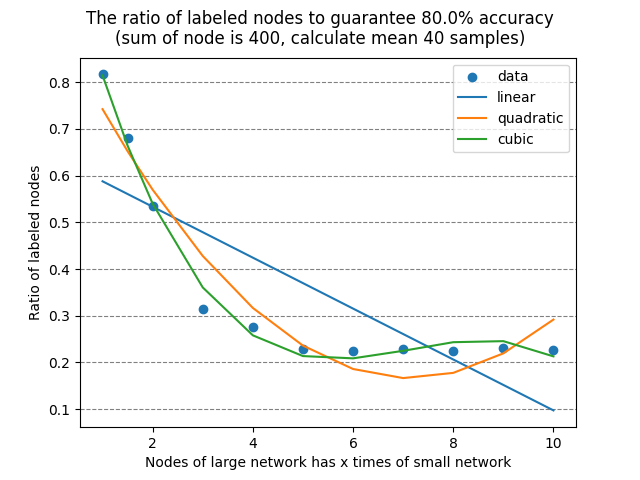 The ratio of labeled nodes to guarantee 80.0% accuracy
(sum of node is 400, calculate mean 40 samples)
data
linear
quadratic
cubic
0.8
0.7
0.6
0.5
0.4
0.3
0.2
0.1
Ratio of labeled nodes
2 4 6 8 10
Nodes of large network has x times of small network